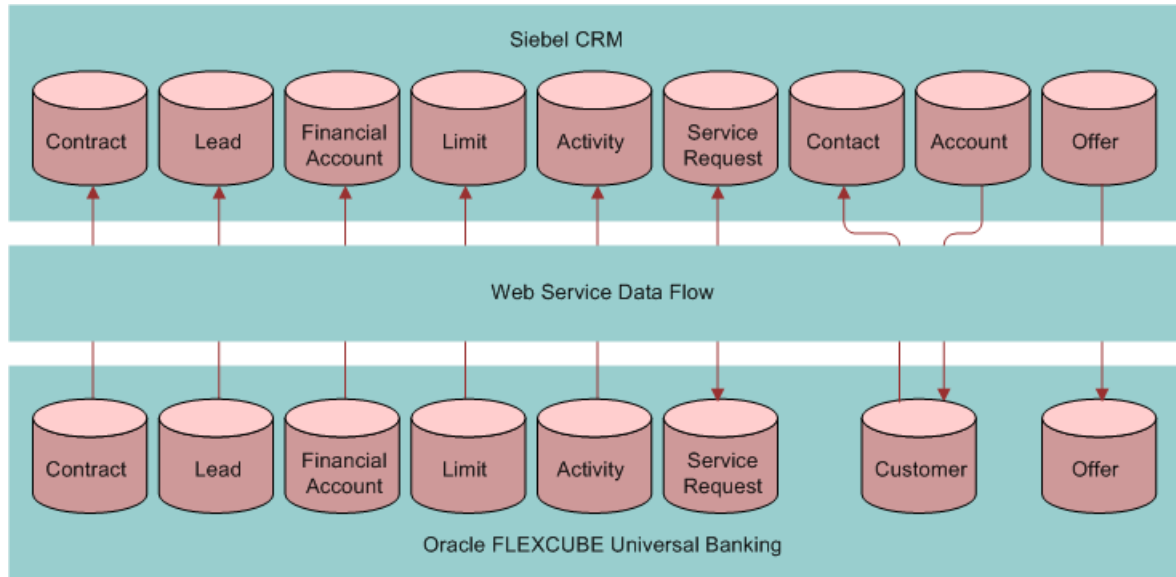 Siebel CRM
Contract
Lead
Financial
Account
Limit
Activity
Service
Request
Contact
Account
Offer
Web Service Data Flow
Contract
Lead
Financial
Account
Limit
Activity
Service
Request
Customer
Offer
Oracle FLEXCUBE Universal Banking